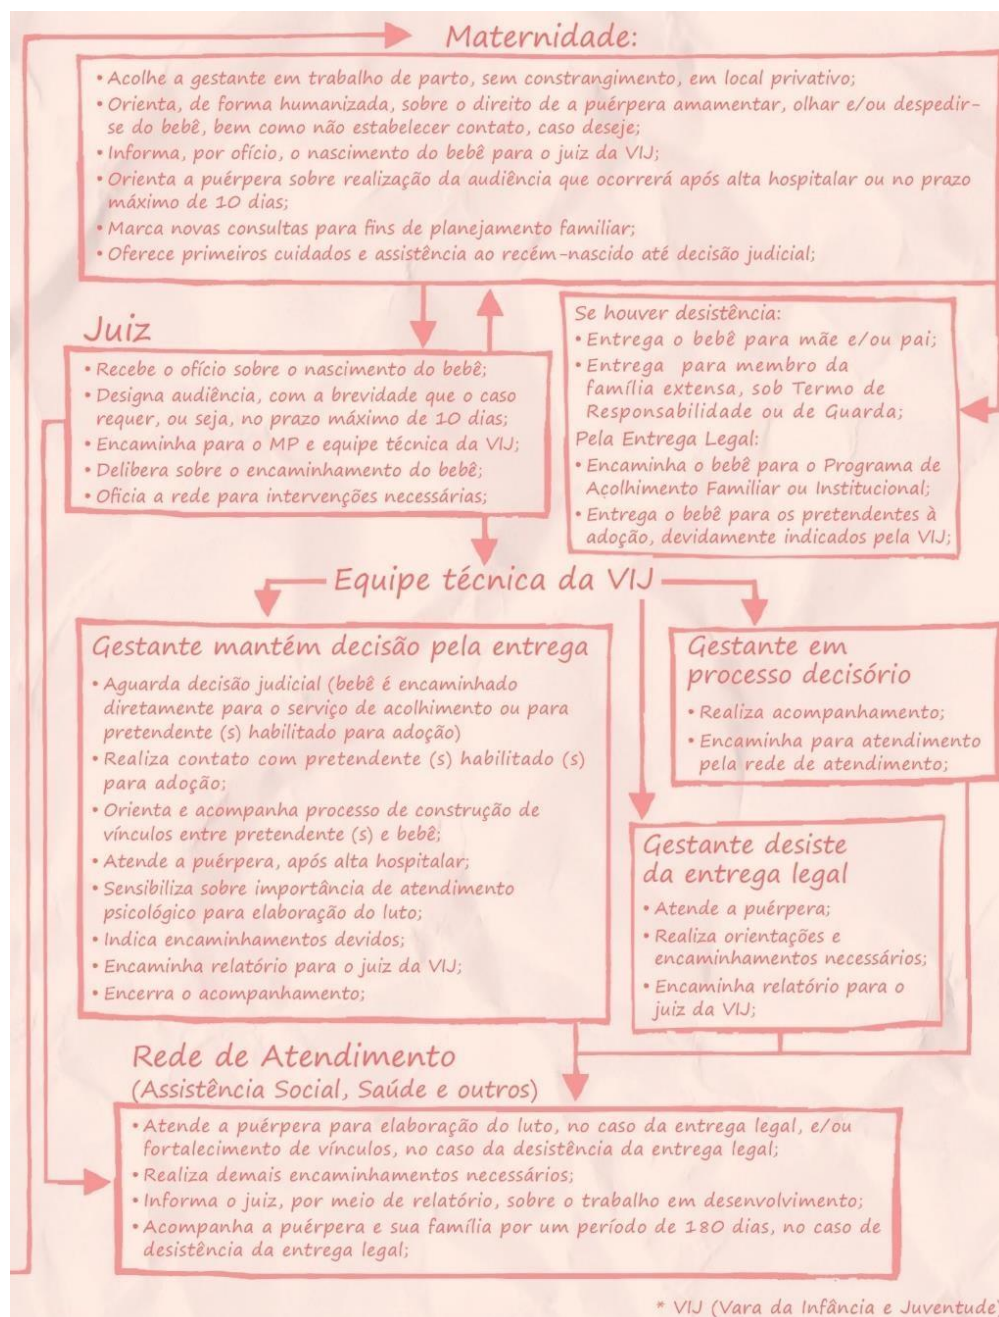 Maternidade:
• Acolhe a gestante em trabalho de parto, sem constrangimento, em local privativo;
• Orienta, de forma humanizada, sobre o direito de a puérpera amamentar, olhar e/ou despedir-
se do bebê, bem como não estabelecer contato, caso deseje;
• Informa, por ofício, o nascimento do bebê para o juiz da VIJ;
• Orienta a puérpera sobre realização da audiência que ocorrerá após alta hospitalar ou no prazo
máximo de 10 dias;
• Marca novas consultas para fins de planejamento familiar;
• Oferece primeiros cuidados e assistência ao recém-nascido até decisão judicial;
Juiz
• Recebe o ofício sobre o nascimento do bebê;
• Designa audiência, com a brevidade que o caso
requer, ou seja, no prazo máximo de 10 dias;
• Encaminha para o MP e equipe técnica da VIJ;
• Delibera sobre o encaminhamento do bebê;
• Oficia a rede para intervenções necessárias;
Se houver desistência:
• Entrega o bebê para mãe e/ou pai;
• Entrega para membro da
família extensa, sob Termo de
Responsabilidade ou de Guarda;
Pela Entrega Legal:
• Encaminha o bebê para o Programa de
Acolhimento Familiar ou Institucional;
• Entrega o bebê para os pretendentes à
adoção, devidamente indicados pela VIJ;
Equipe técnica da VIJ
Gestante mantém decisão pela entrega
• Aguarda decisão judicial (bebê é encaminhado
diretamente para o serviço de acolhimento ou para
pretendente (s) habilitado para adoção)
• Realiza contato com pretendente (s) habilitado (s)
para adoção;
• Orienta e acompanha processo de construção de
vínculos entre pretendente (s) e bebê;
• Atende a puérpera, após alta hospitalar;
• Sensibiliza sobre importância de atendimento
psicológico para elaboração do luto;
• Indica encaminhamentos devidos;
• Encaminha relatório para o juiz da VIJ;
• Encerra o acompanhamento;
Gestante em
processo decisório
• Realiza acompanhamento;
• Encaminha para atendimento
pela rede de atendimento;
Gestante desiste
da entrega legal
• Atende a puérpera;
• Realiza orientações e
encaminhamentos necessários;
• Encaminha relatório para o
juiz da VIJ;
Rede de Atendimento
(Assistência Social, Saúde e outros)
• Atende a puérpera para elaboração do luto, no caso da entrega legal, e/ou
fortalecimento de vínculos, no caso da desistência da entrega legal;
• Realiza demais encaminhamentos necessários;
• Informa o juiz, por meio de relatório, sobre o trabalho em desenvolvimento;
• Acompanha a puérpera e sua família por um período de 180 dias, no caso de
desistência da entrega legal;
* VIJ (Vara da Infância e Juventude)